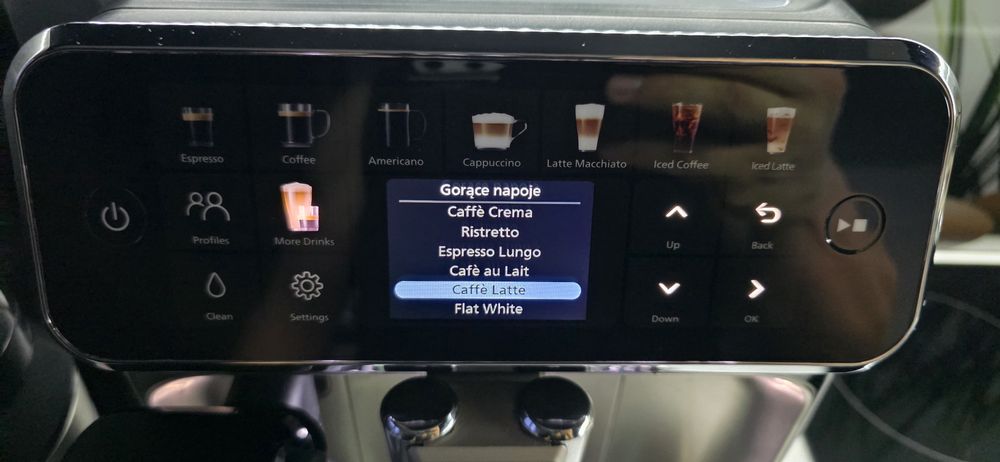 Espresso
Coffee
Americano
Cappuccino
Latte Macchiato
Iced Coffee
Iced Latte
Profiles
More Drinks
Clean
Settings
Gorące napoje
Caffè Crema
Ristretto
Espresso Lungo
Cafè au Lait
Caffè Latte
Flat White
Up
Back
Down
OK